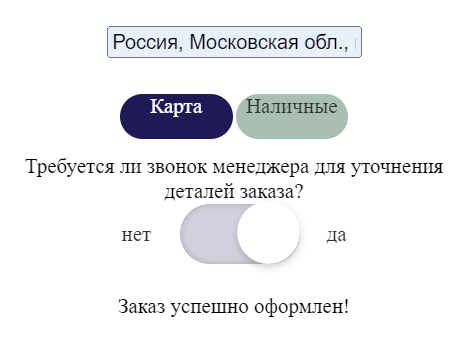 Россия, Московская обл.,
Карта Наличные
Требуется ли звонок менеджера для уточнения
деталей заказа?
нет да
Заказ успешно оформлен!